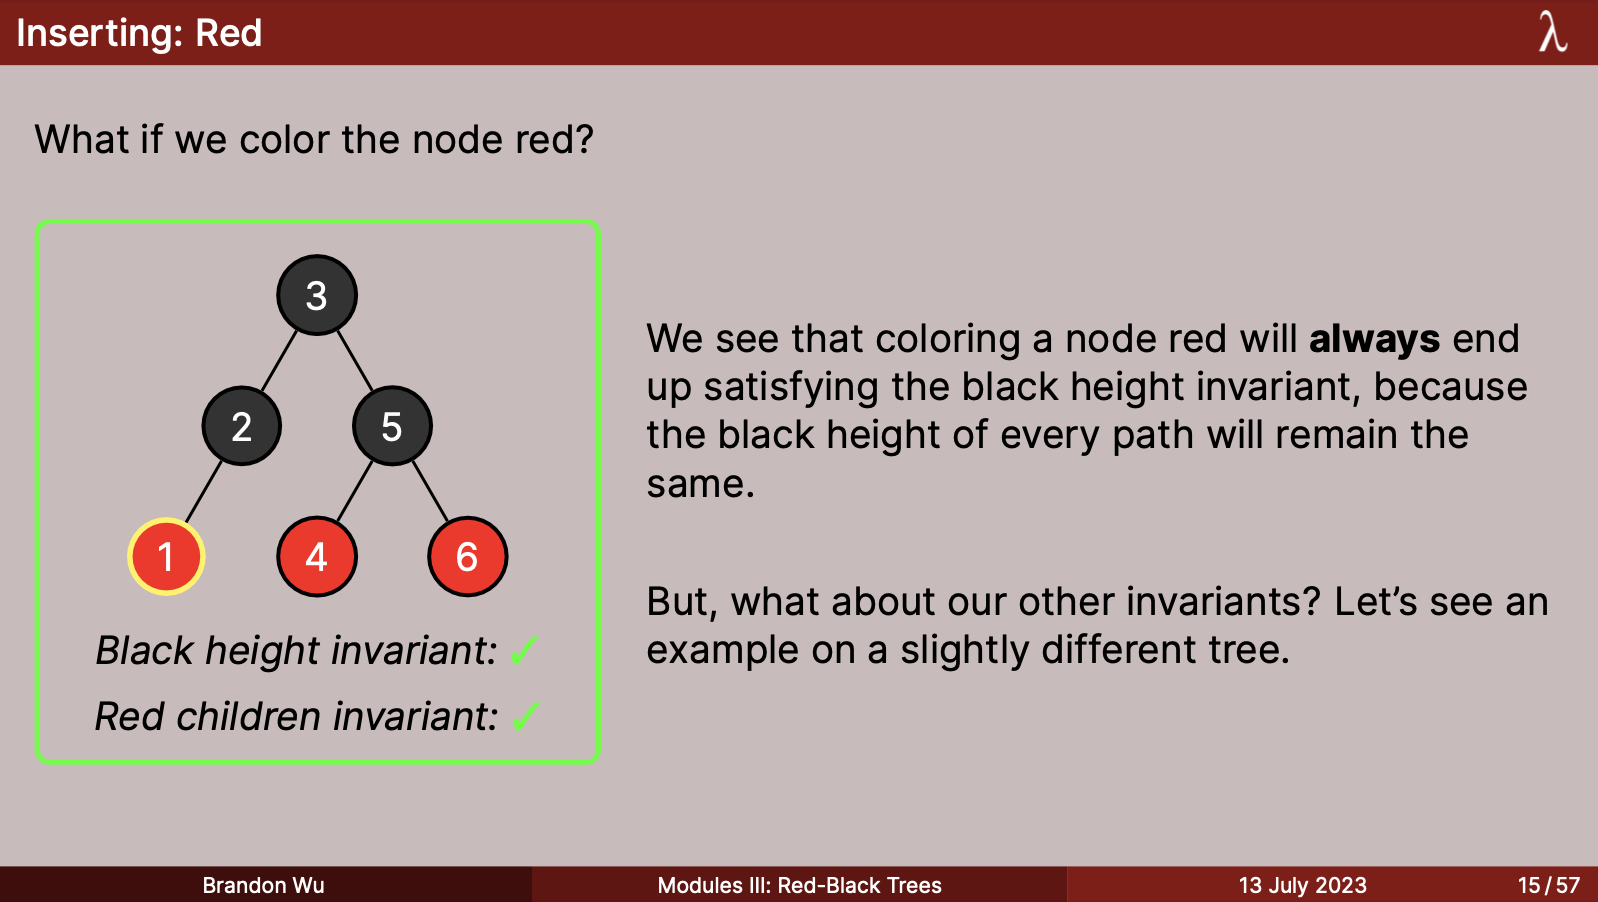 Inserting: Red
λ
What if we color the node red?
3
2
5
1
4
6
Black height invariant: ✓
Red children invariant: ✓
We see that coloring a node red will always end
up satisfying the black height invariant, because
the black height of every path will remain the
same.
But, what about our other invariants? Let’s see an
example on a slightly different tree.
Brandon Wu
Modules III: Red-Black Trees
13 July 2023
15 / 57